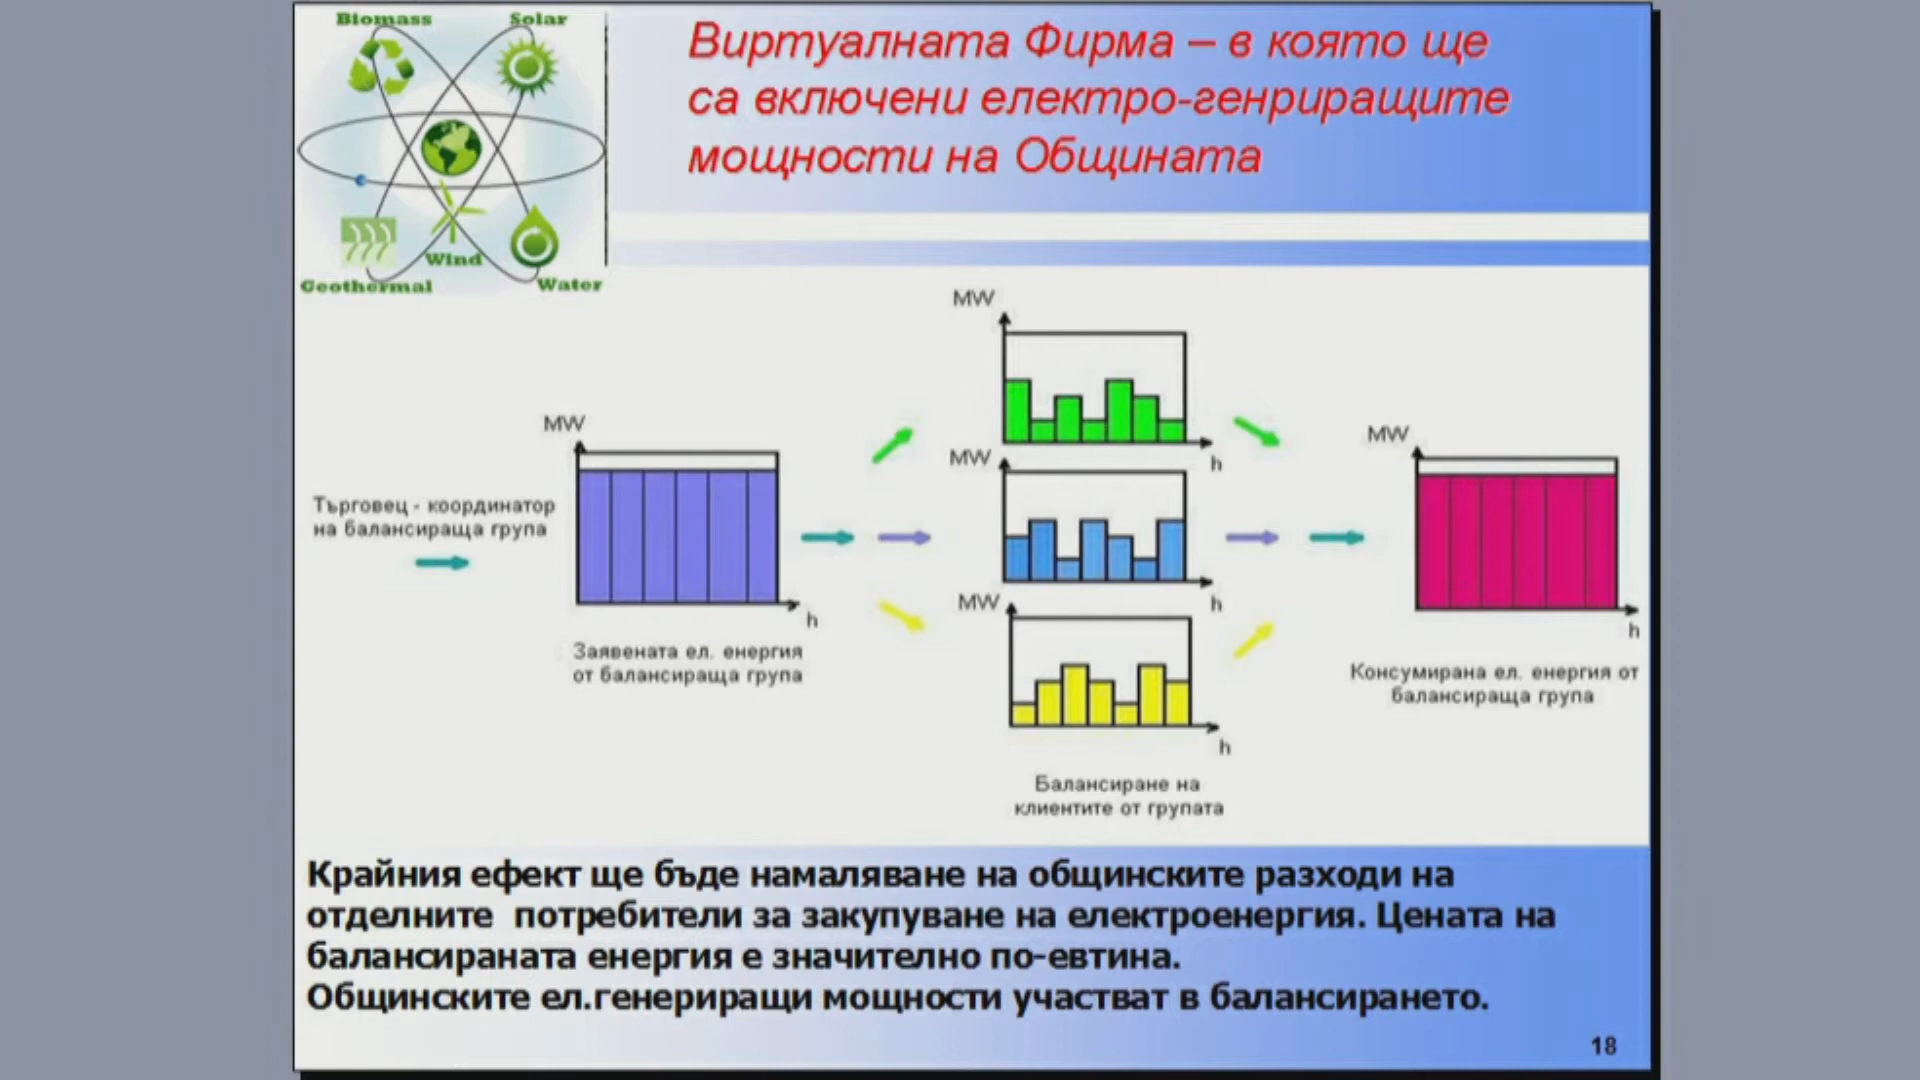 Biomass
Solar
Wind
Geothermal
Water
Виртуалната Фирма – в която ще
са включени електро-генриращите
мощности на Общината
MW
h
MW
h
MW
h
MW
h
MW
h
Търговец - координатор
на балансираща група
Заявената ел. енергия
от балансираща група
Балансиране на
клиентите от групата
Консумирана ел. енергия от
балансираща група
Крайния ефект ще бъде намаляване на общинските разходи на
отделните потребители за закупуване на електроенергия. Цената на
балансираната енергия е значително по-евтина.
Общинските ел.генериращи мощности участват в балансирането.
18